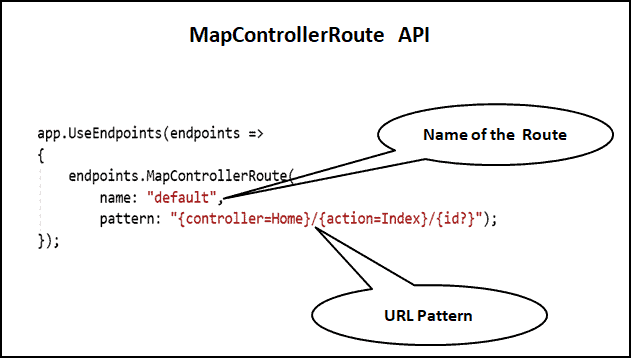 MapControllerRoute API
app.UseEndpoints(endpoints =>
{
endpoints.MapControllerRoute(
name: "default",
pattern: "{controller=Home}/{action=Index}/{id?}");
});
Name of the Route
URL Pattern